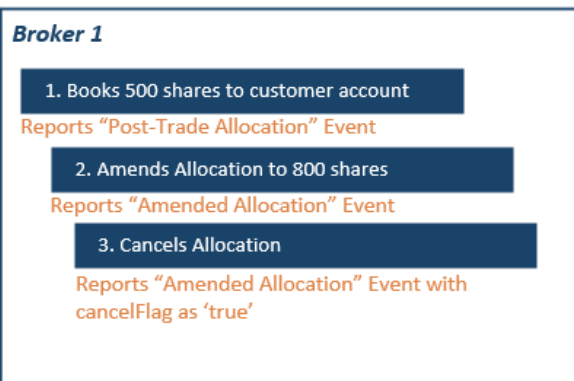 Broker 1
1. Books 500 shares to customer account
Reports “Post-Trade Allocation” Event
2. Amends Allocation to 800 shares
Reports “Amended Allocation” Event
3. Cancels Allocation
Reports “Amended Allocation” Event with
cancelFlag as ‘true’